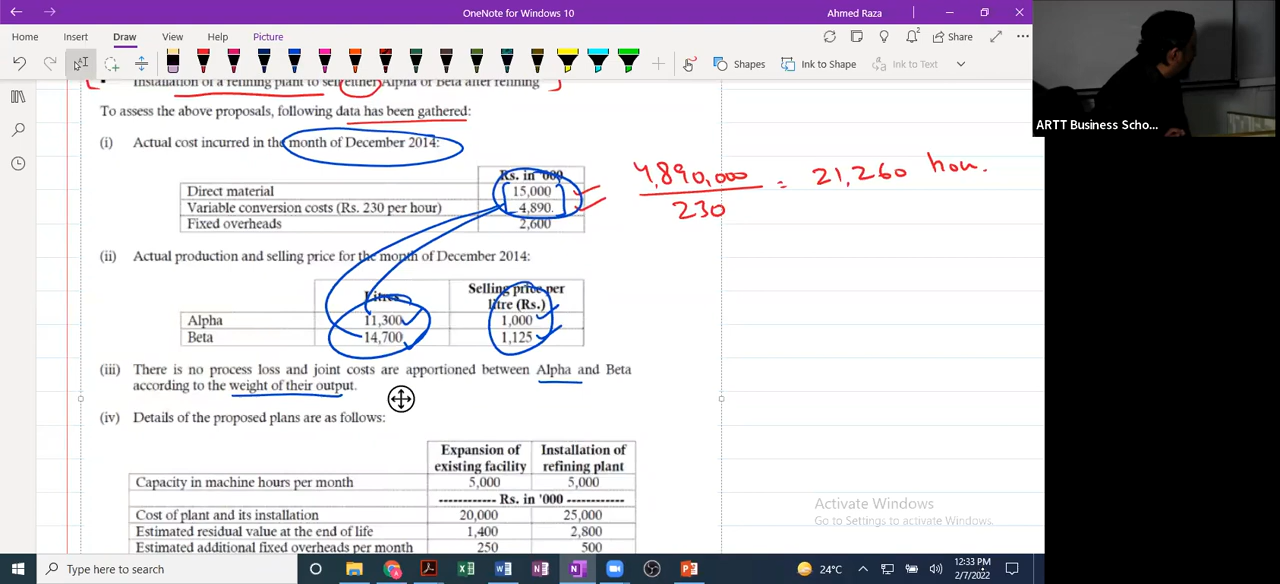 OneNote for Windows 10
Ahmed Raza
Home Insert Draw View Help Picture
Share
Shapes Ink to Shape Ink to Text
ARTT Business Scho...
Installation of a refining plant to sell either Alpha or Beta after refining
To assess the above proposals, following data has been gathered:
(i) Actual cost incurred in the month of December 2014:
Rs. in '000
Direct material 15,000
Variable conversion costs (Rs. 230 per hour) 4,890
Fixed overheads 2,600
4,890,000
230
= 21,260 hour.
(ii) Actual production and selling price for the month of December 2014:
Litres
Selling price per
litre (Rs.)
Alpha 11,300 1,000
Beta 14,700 1,125
(iii) There is no process loss and joint costs are apportioned between Alpha and Beta
according to the weight of their output.
(iv) Details of the proposed plans are as follows:
Expansion of
existing facility
Installation of
refining plant
Capacity in machine hours per month 5,000 5,000
----------- Rs. in '000 -----------
Cost of plant and its installation 20,000 25,000
Estimated residual value at the end of life 1,400 2,800
Estimated additional fixed overheads per month 250 500
Activate Windows
Go to Settings to activate Windows.
Type here to search
24°C
12:33 PM
2/7/2022